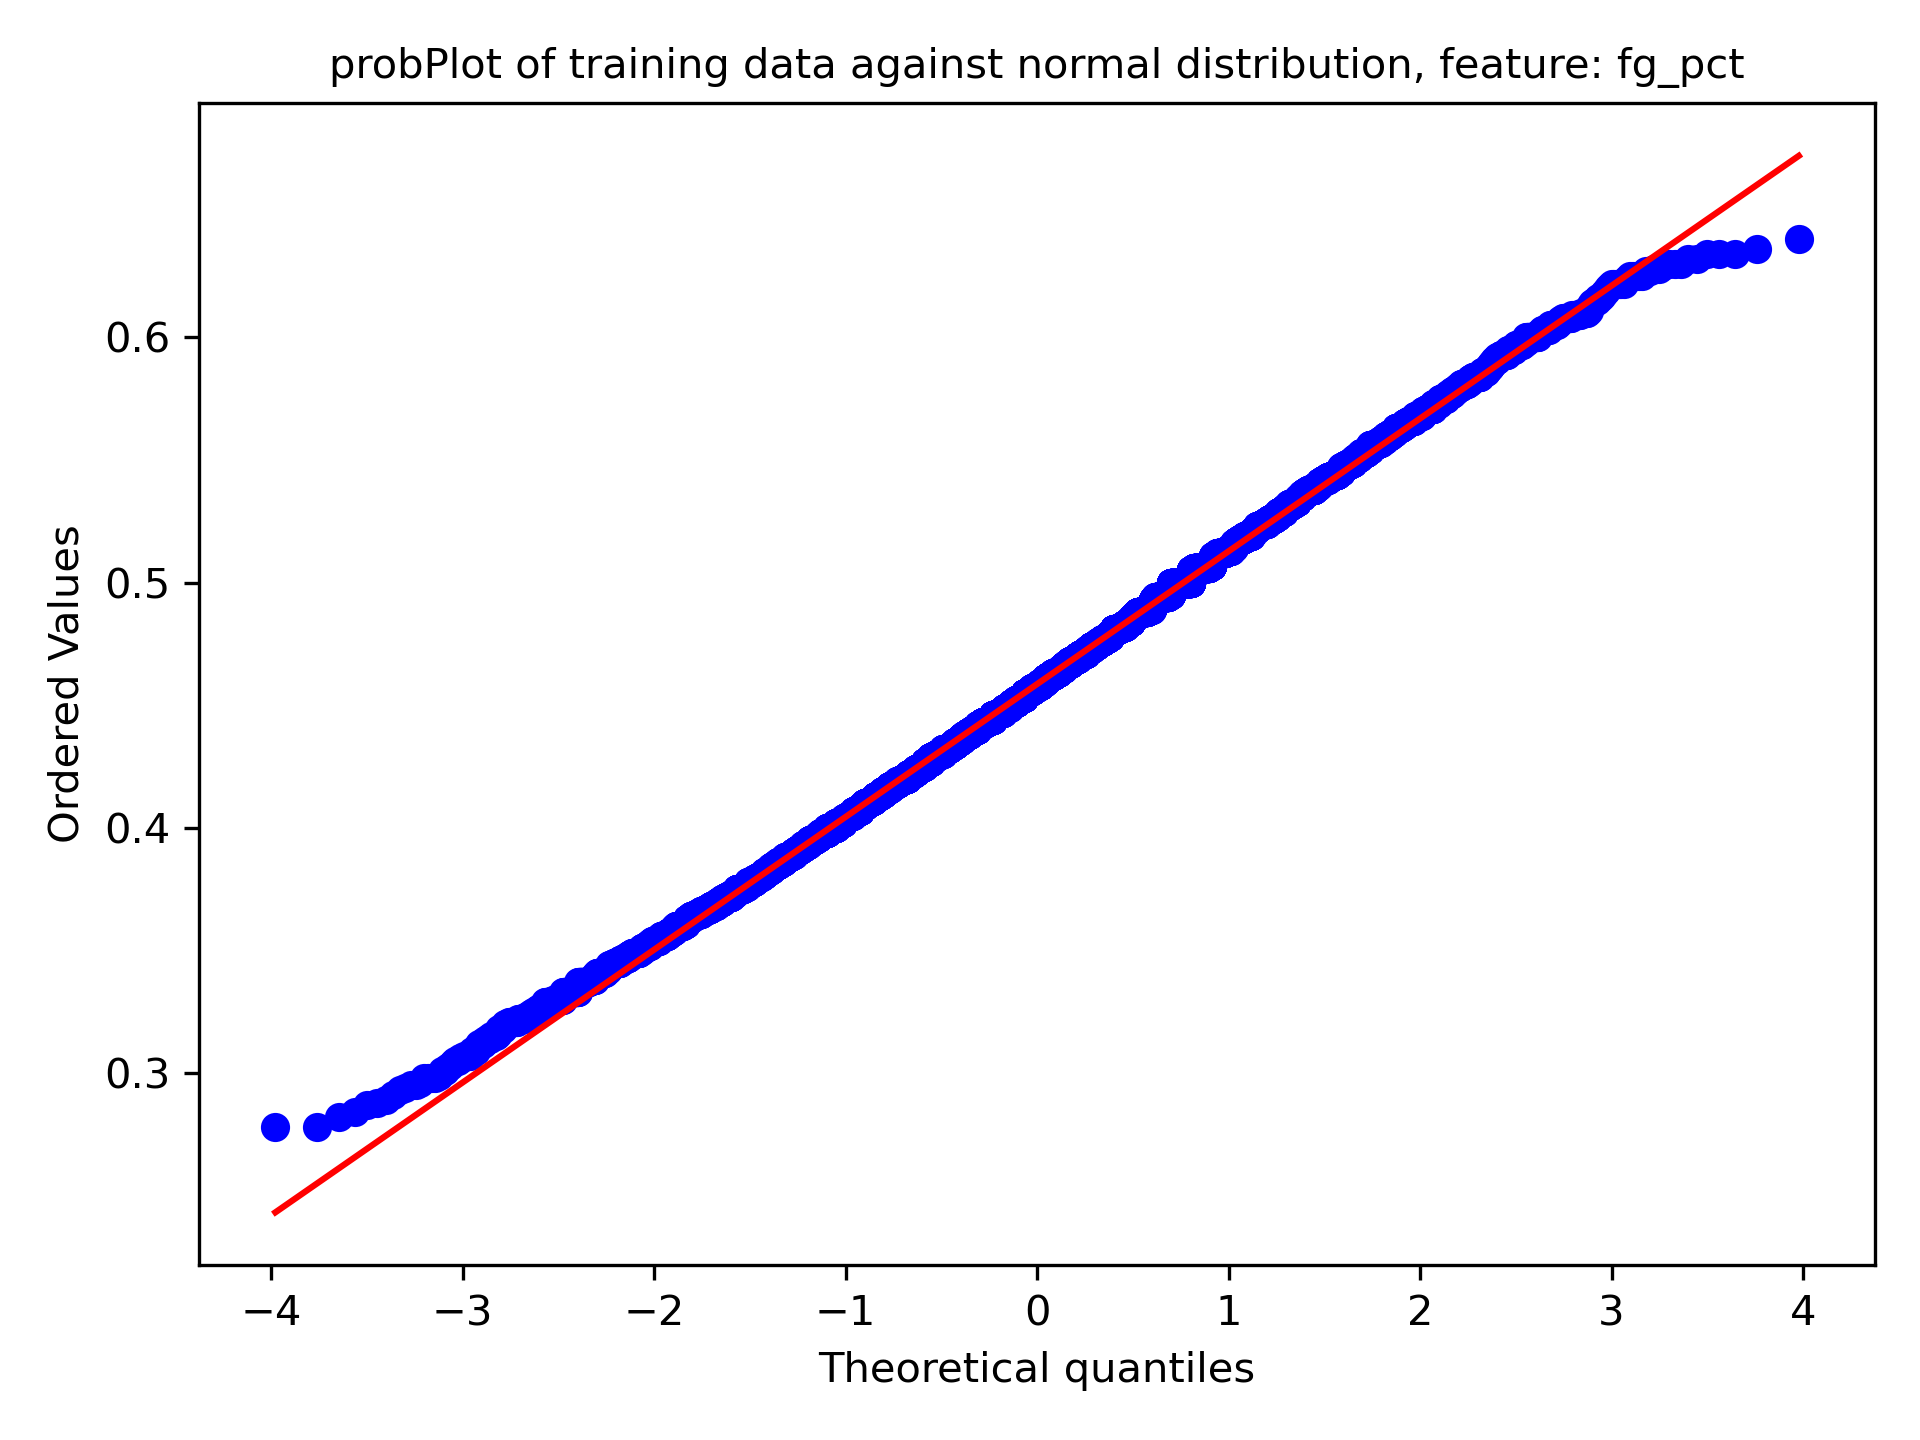 probPlot of training data against normal distribution, feature: fg_pct
Ordered Values
0.6
0.5
0.4
0.3
−4 −3 −2 −1 0 1 2 3 4
Theoretical quantiles